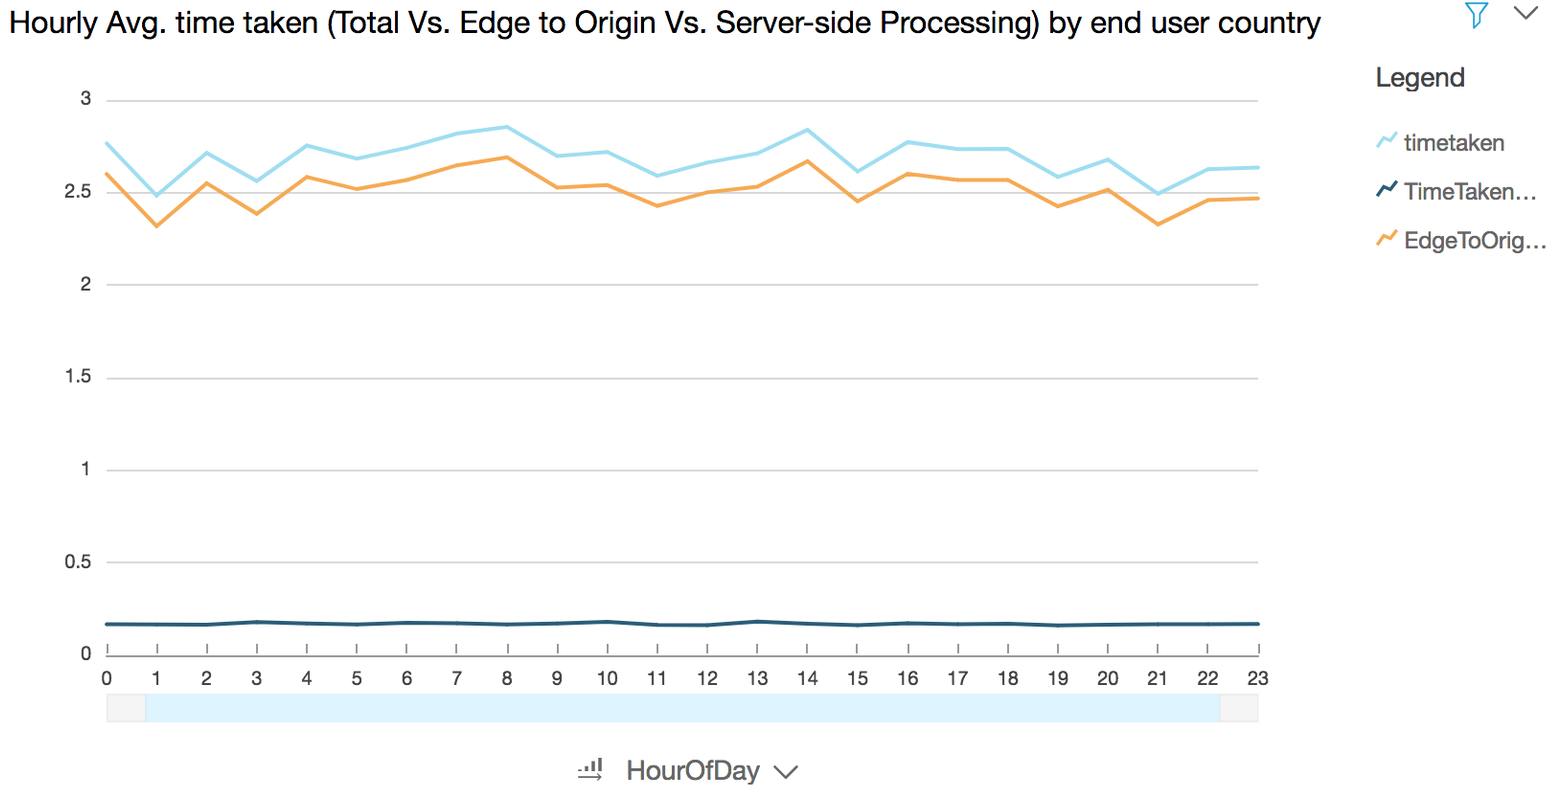 Hourly Avg. time taken (Total Vs. Edge to Origin Vs. Server-side Processing) by end user country
Legend
timetaken
TimeTaken...
EdgeToOrig...
3
2.5
2
1.5
1
0.5
0
0 1 2 3 4 5 6 7 8 9 10 11 12 13 14 15 16 17 18 19 20 21 22 23
HourOfDay